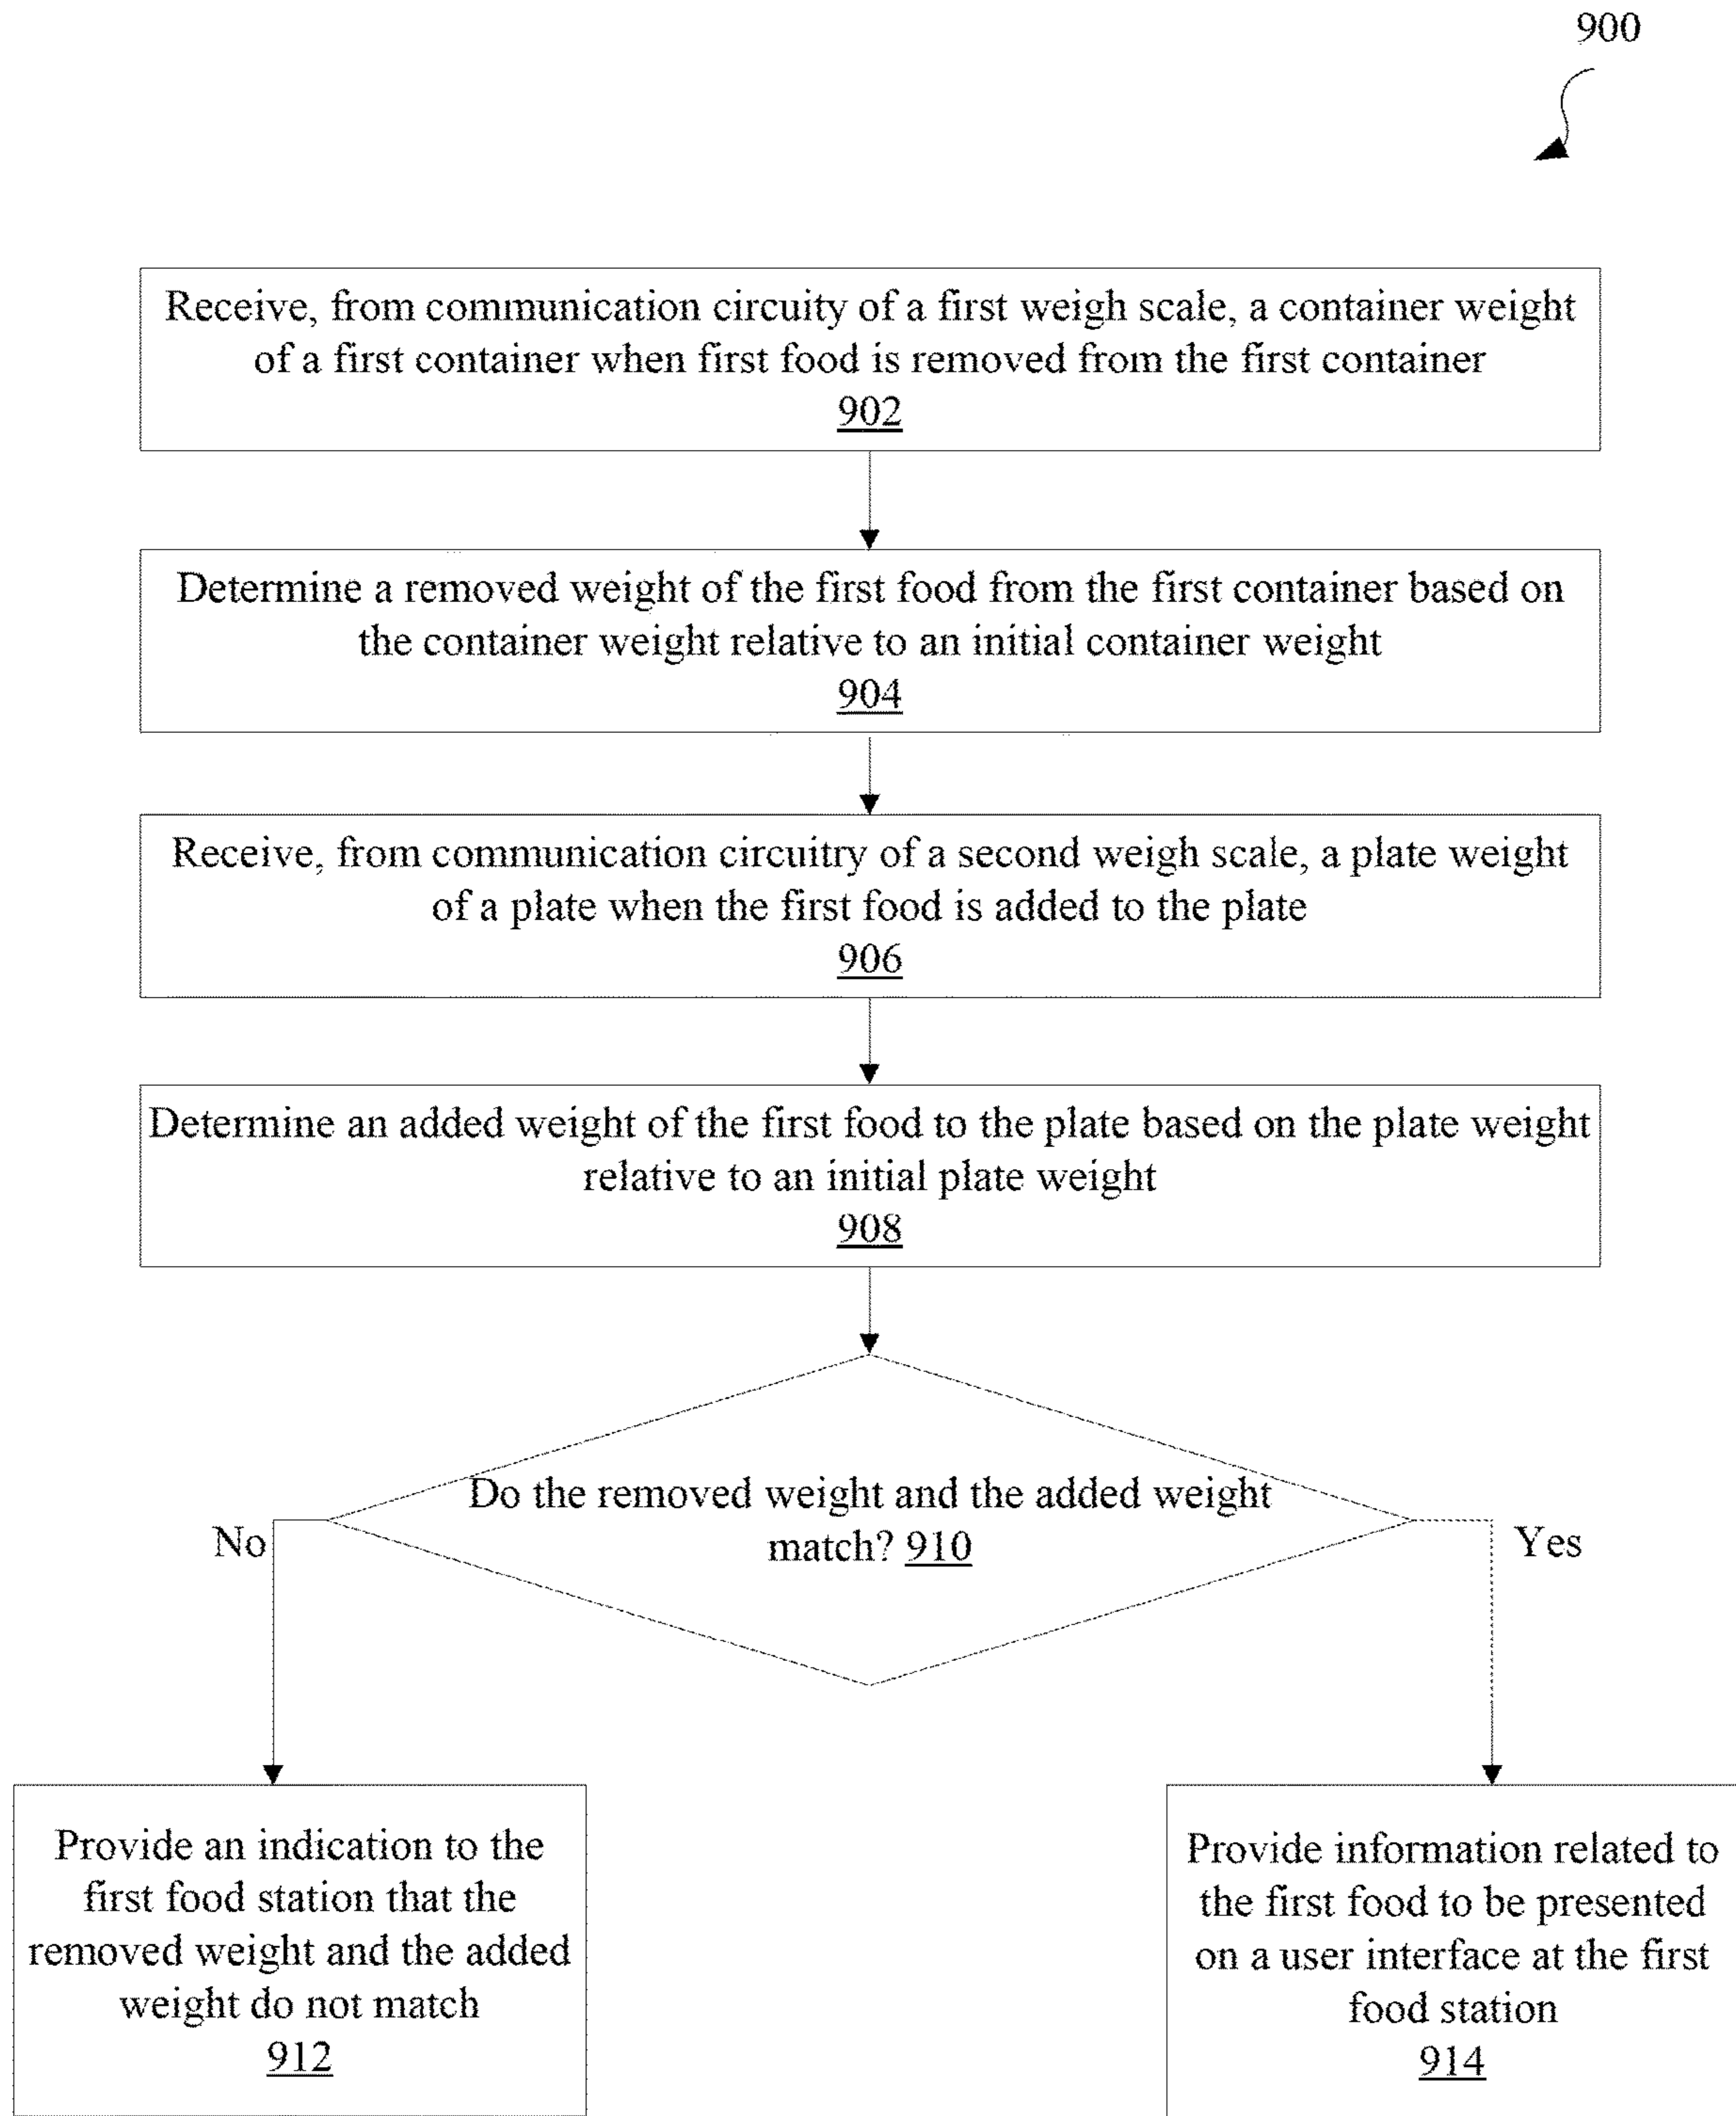 900
Receive, from communication circuity of a first weigh scale, a container weight
of a first container when first food is removed from the first container
902
Determine a removed weight of the first food from the first container based on
the container weight relative to an initial container weight
904
Receive, from communication circuitry of a second weigh scale, a plate weight
of a plate when the first food is added to the plate
906
Determine an added weight of the first food to the plate based on the plate weight
relative to an initial plate weight
908
Do the removed weight and the added weight
match? 910
No
Yes
Provide an indication to the
first food station that the
removed weight and the added
weight do not match
912
Provide information related to
the first food to be presented
on a user interface at the first
food station
914